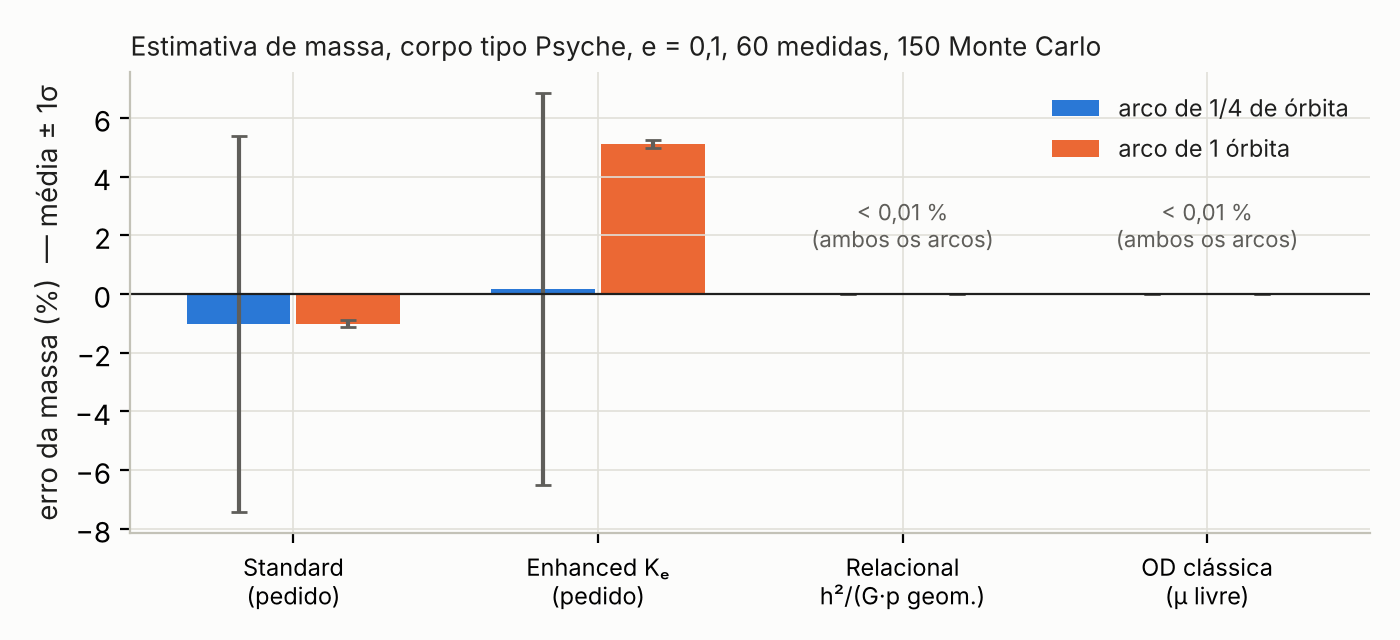 Estimativa de massa, corpo tipo Psyche, e = 0,1, 60 medidas, 150 Monte Carlo
erro da massa (%) — média ± 1σ
6
4
2
0
−2
−4
−6
−8
arco de 1/4 de órbita
arco de 1 órbita
< 0,01 %
(ambos os arcos)
< 0,01 %
(ambos os arcos)
Standard
(pedido)
Enhanced Kₑ
(pedido)
Relacional
h²/(G·p geom.)
OD clássica
(μ livre)